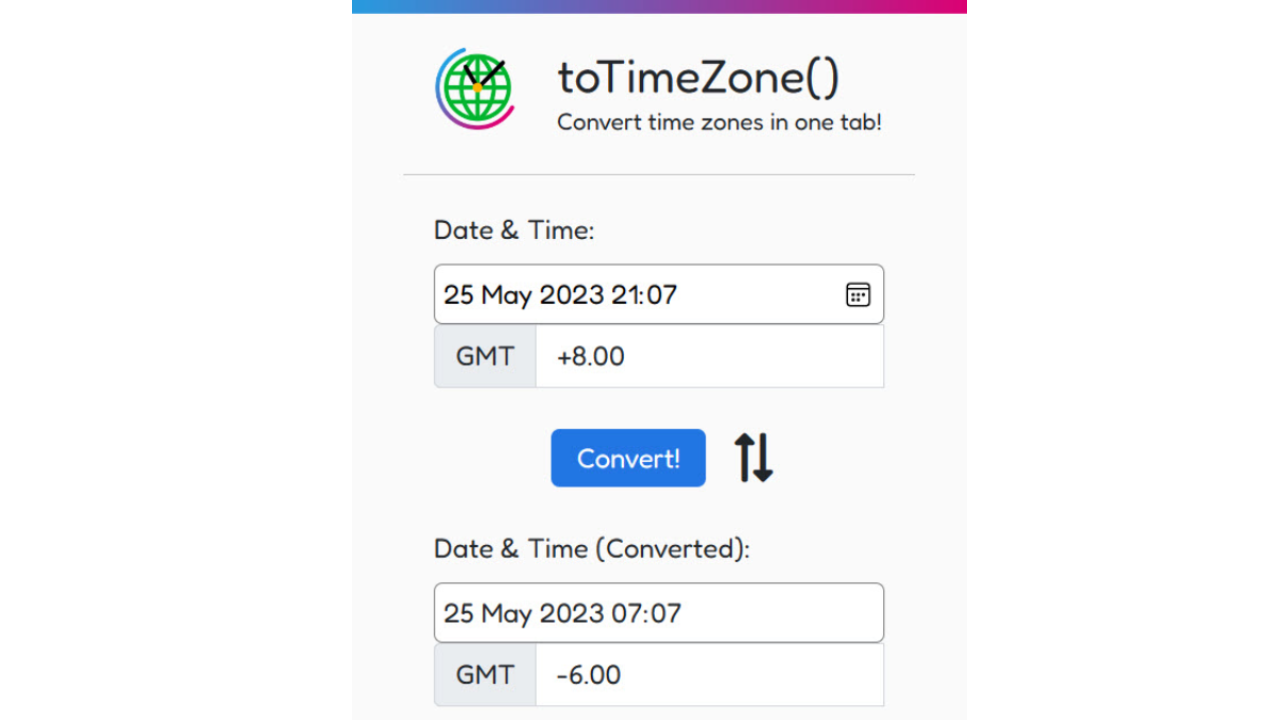 toTimeZone()
Convert time zones in one tab!
Date & Time:
25 May 2023 21:07
GMT +8.00
Convert!
Date & Time (Converted):
25 May 2023 07:07
GMT -6.00